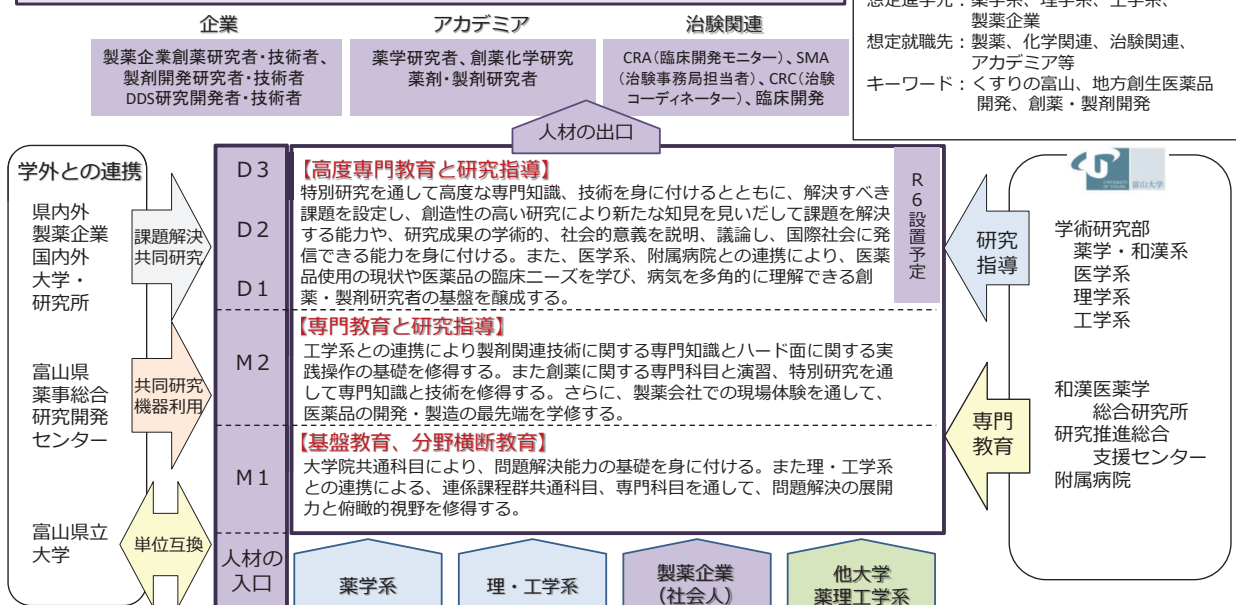 企業
アカデミア
治験関連
製薬企業創薬研究者・技術者、
製剤開発研究者・技術者
DDS研究開発者・技術者
薬学研究者、創薬化学研究
薬剤・製剤研究者
CRA(臨床開発モニター)、SMA
(治験事務局担当者)、CRC(治験
コーディネーター)、臨床開発
想定進学元：薬学系、理学系、工学系、
製薬企業
想定就職先：製薬、化学関連、治験関連、
アカデミア等
キーワード：くすりの富山、地方創生医薬品
開発、創薬・製剤開発
人材の出口
学外との連携
県内外
製薬企業
国内外
大学・
研究所
課題解決
共同研究
富山県
薬事総合
研究開発
センター
共同研究
機器利用
富山県立
大学
単位互換
D3
D2
D1
M2
M1
人材の
入口
【高度専門教育と研究指導】
特別研究を通して高度な専門知識、技術を身に付けるとともに、解決すべき
課題を設定し、創造性の高い研究により新たな知見を見いだして課題を解決
する能力や、研究成果の学術的、社会的意義を説明、議論し、国際社会に発
信できる能力を身に付ける。また、医学系、附属病院との連携により、医薬
品使用の現状や医薬品の臨床ニーズを学び、病気を多角的に理解できる創
薬・製剤研究者の基盤を醸成する。
R6設置予定
【専門教育と研究指導】
工学系との連携により製剤関連技術に関する専門知識とハード面に関する実
践操作の基礎を修得する。また創薬に関する専門科目と演習、特別研究を通
して専門知識と技術を修得する。さらに、製薬会社での現場体験を通して、
医薬品の開発・製造の最先端を学修する。
【基盤教育、分野横断教育】
大学院共通科目により、問題解決能力の基礎を身に付ける。また理・工学系
との連携による、連係課程群共通科目、専門科目を通して、問題解決の展開
力と俯瞰的視野を修得する。
薬学系
理・工学系
製薬企業
(社会人)
他大学
薬理工学系
研究
指導
専門
教育
富山大学
学術研究部
薬学・和漢系
医学系
理学系
工学系
和漢医薬学
総合研究所
研究推進総合
支援センター
附属病院